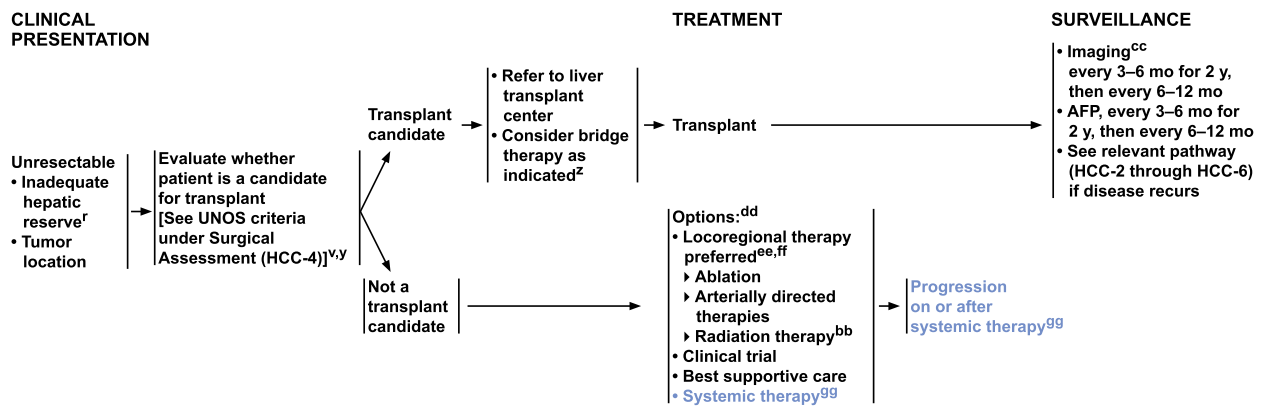 CLINICAL
PRESENTATION
TREATMENT
SURVEILLANCE
Unresectable
• Inadequate
hepatic
reserve^r
• Tumor
location
Evaluate whether
patient is a candidate
for transplant
[See UNOS criteria
under Surgical
Assessment (HCC-4)]^v,y
Transplant
candidate
• Refer to liver
transplant
center
• Consider bridge
therapy as
indicated^z
Transplant
• Imaging^cc
every 3–6 mo for 2 y,
then every 6–12 mo
• AFP, every 3–6 mo for
2 y, then every 6–12 mo
• See relevant pathway
(HCC-2 through HCC-6)
if disease recurs
Not a
transplant
candidate
Options:^dd
• Locoregional therapy
preferred^ee,ff
▸ Ablation
▸ Arterially directed
therapies
▸ Radiation therapy^bb
• Clinical trial
• Best supportive care
• Systemic therapy^gg
Progression
on or after
systemic therapy^gg